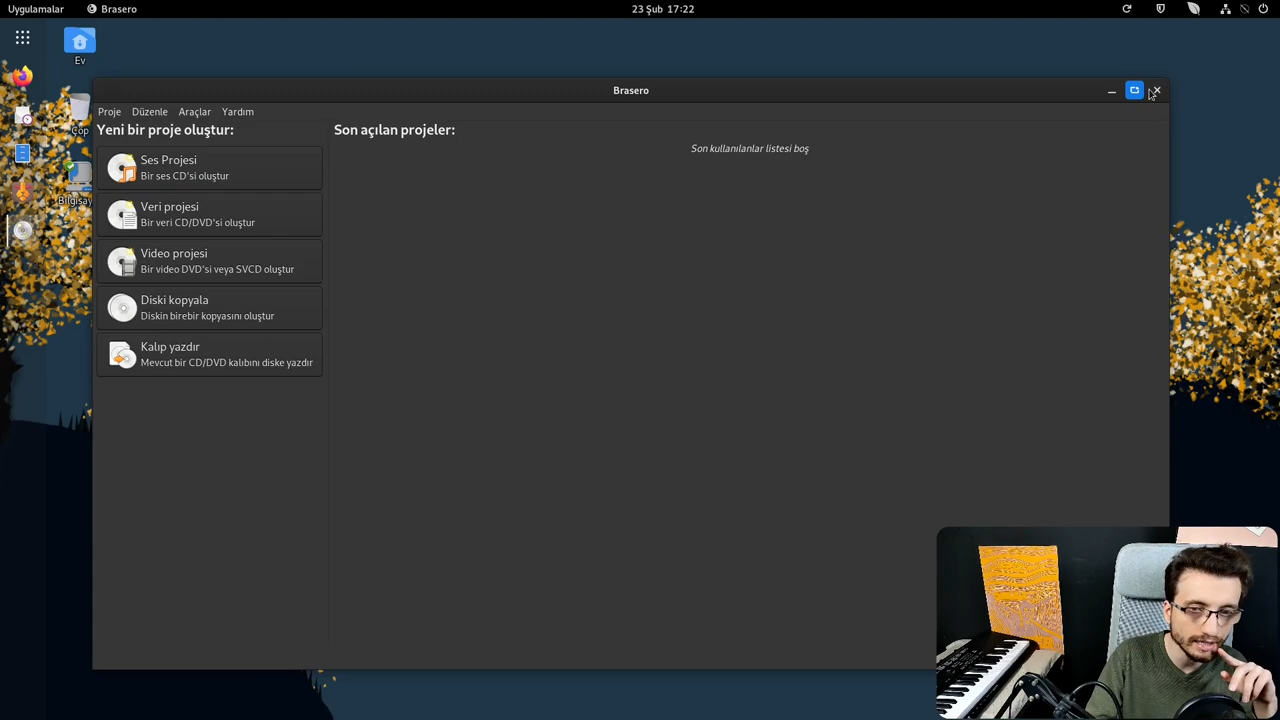 Uygulamalar
Brasero
23 Şub 17:22
Ev
Çöp
Brasero
Proje Düzenle Araçlar Yardım
Yeni bir proje oluştur:
Ses Projesi
Bir ses CD'si oluştur
Veri projesi
Bir veri CD/DVD'si oluştur
Video projesi
Bir video DVD'si veya SVCD oluştur
Diski kopyala
Diskin birebir kopyasını oluştur
Kalıp yazdır
Mevcut bir CD/DVD kalıbını diske yazdır
Son açılan projeler:
Son kullanılanlar listesi boş